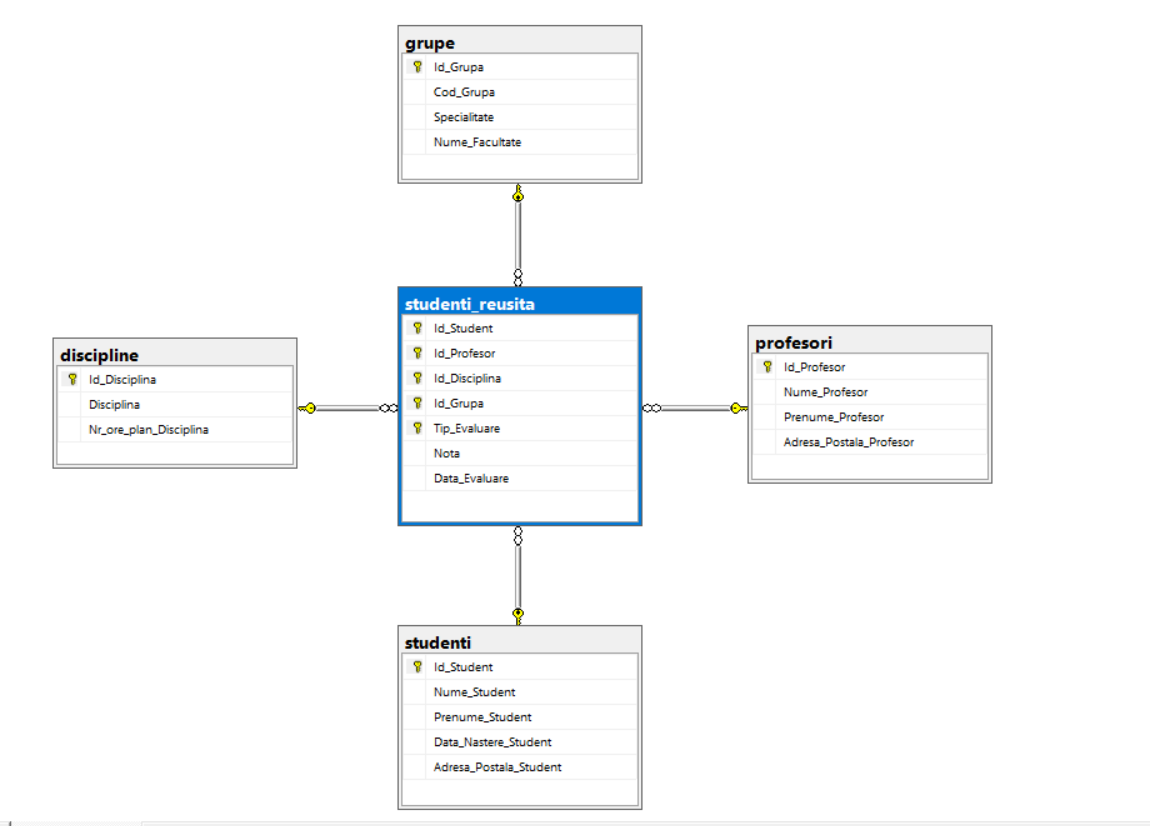 grupe
Id_Grupa
Cod_Grupa
Specialitate
Nume_Facultate
studenti_reusita
Id_Student
Id_Profesor
Id_Disciplina
Id_Grupa
Tip_Evaluare
Nota
Data_Evaluare
discipline
Id_Disciplina
Disciplina
Nr_ore_plan_Disciplina
profesori
Id_Profesor
Nume_Profesor
Prenume_Profesor
Adresa_Postala_Profesor
studenti
Id_Student
Nume_Student
Prenume_Student
Data_Nastere_Student
Adresa_Postala_Student